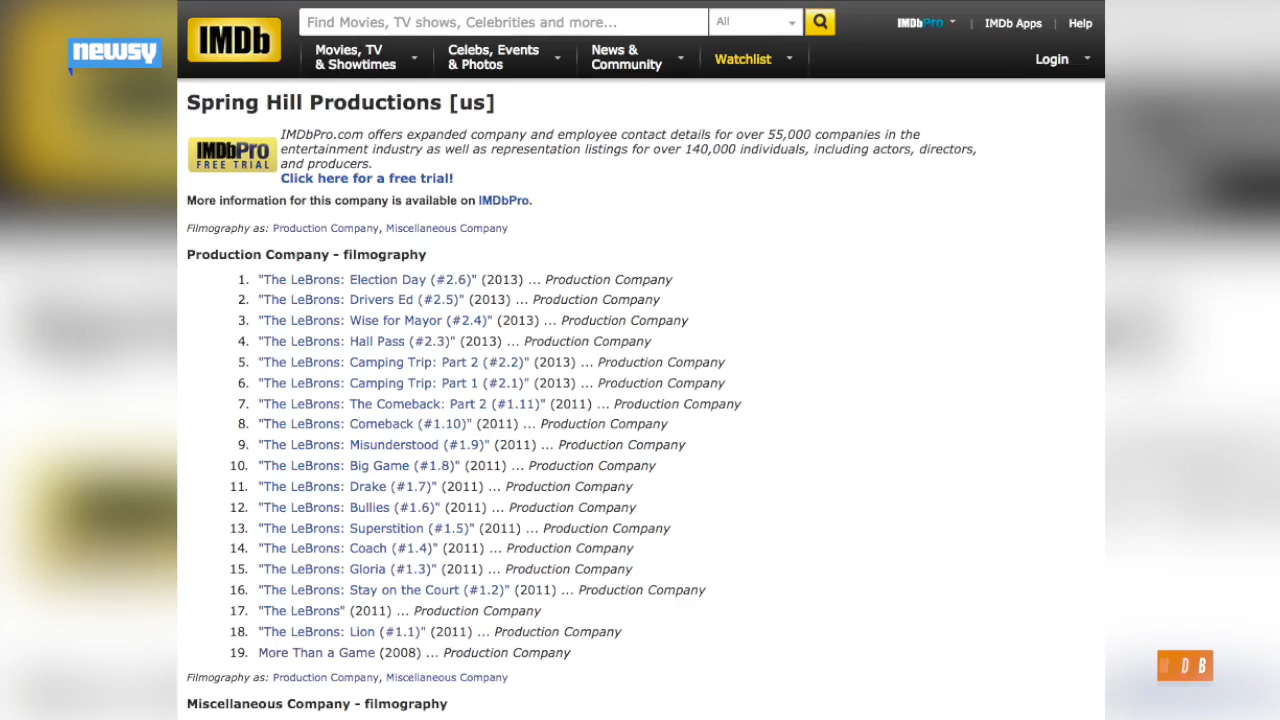 newsy
IMDb
Find Movies, TV shows, Celebrities and more...
All
IMDbPro
|
IMDb Apps
|
Help
Movies, TV
& Showtimes
Celebs, Events
& Photos
News &
Community
Watchlist
Login
Spring Hill Productions [us]
IMDbPro
FREE TRIAL
IMDbPro.com offers expanded company and employee contact details for over 55,000 companies in the
entertainment industry as well as representation listings for over 140,000 individuals, including actors, directors,
and producers.
Click here for a free trial!
More information for this company is available on IMDbPro.
Filmography as: Production Company, Miscellaneous Company
Production Company - filmography
1. "The LeBrons: Election Day (#2.6)" (2013) ... Production Company
2. "The LeBrons: Drivers Ed (#2.5)" (2013) ... Production Company
3. "The LeBrons: Wise for Mayor (#2.4)" (2013) ... Production Company
4. "The LeBrons: Hall Pass (#2.3)" (2013) ... Production Company
5. "The LeBrons: Camping Trip: Part 2 (#2.2)" (2013) ... Production Company
6. "The LeBrons: Camping Trip: Part 1 (#2.1)" (2013) ... Production Company
7. "The LeBrons: The Comeback: Part 2 (#1.11)" (2011) ... Production Company
8. "The LeBrons: Comeback (#1.10)" (2011) ... Production Company
9. "The LeBrons: Misunderstood (#1.9)" (2011) ... Production Company
10. "The LeBrons: Big Game (#1.8)" (2011) ... Production Company
11. "The LeBrons: Drake (#1.7)" (2011) ... Production Company
12. "The LeBrons: Bullies (#1.6)" (2011) ... Production Company
13. "The LeBrons: Superstition (#1.5)" (2011) ... Production Company
14. "The LeBrons: Coach (#1.4)" (2011) ... Production Company
15. "The LeBrons: Gloria (#1.3)" (2011) ... Production Company
16. "The LeBrons: Stay on the Court (#1.2)" (2011) ... Production Company
17. "The LeBrons" (2011) ... Production Company
18. "The LeBrons: Lion (#1.1)" (2011) ... Production Company
19. More Than a Game (2008) ... Production Company
Filmography as: Production Company, Miscellaneous Company
Miscellaneous Company - filmography
M D B